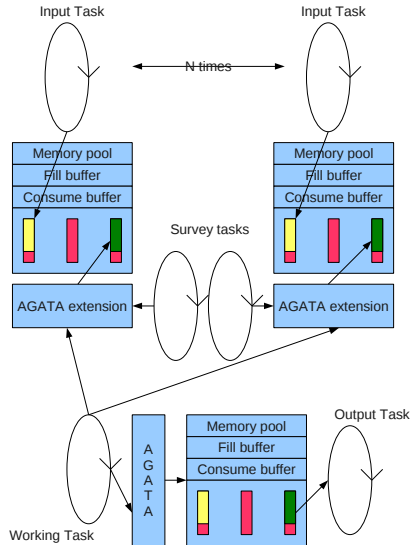 Input Task
Input Task
N times
Memory pool
Fill buffer
Consume buffer
Memory pool
Fill buffer
Consume buffer
Survey tasks
AGATA extension
AGATA extension
Memory pool
Fill buffer
Consume buffer
Output Task
A
G
A
T
A
Working Task